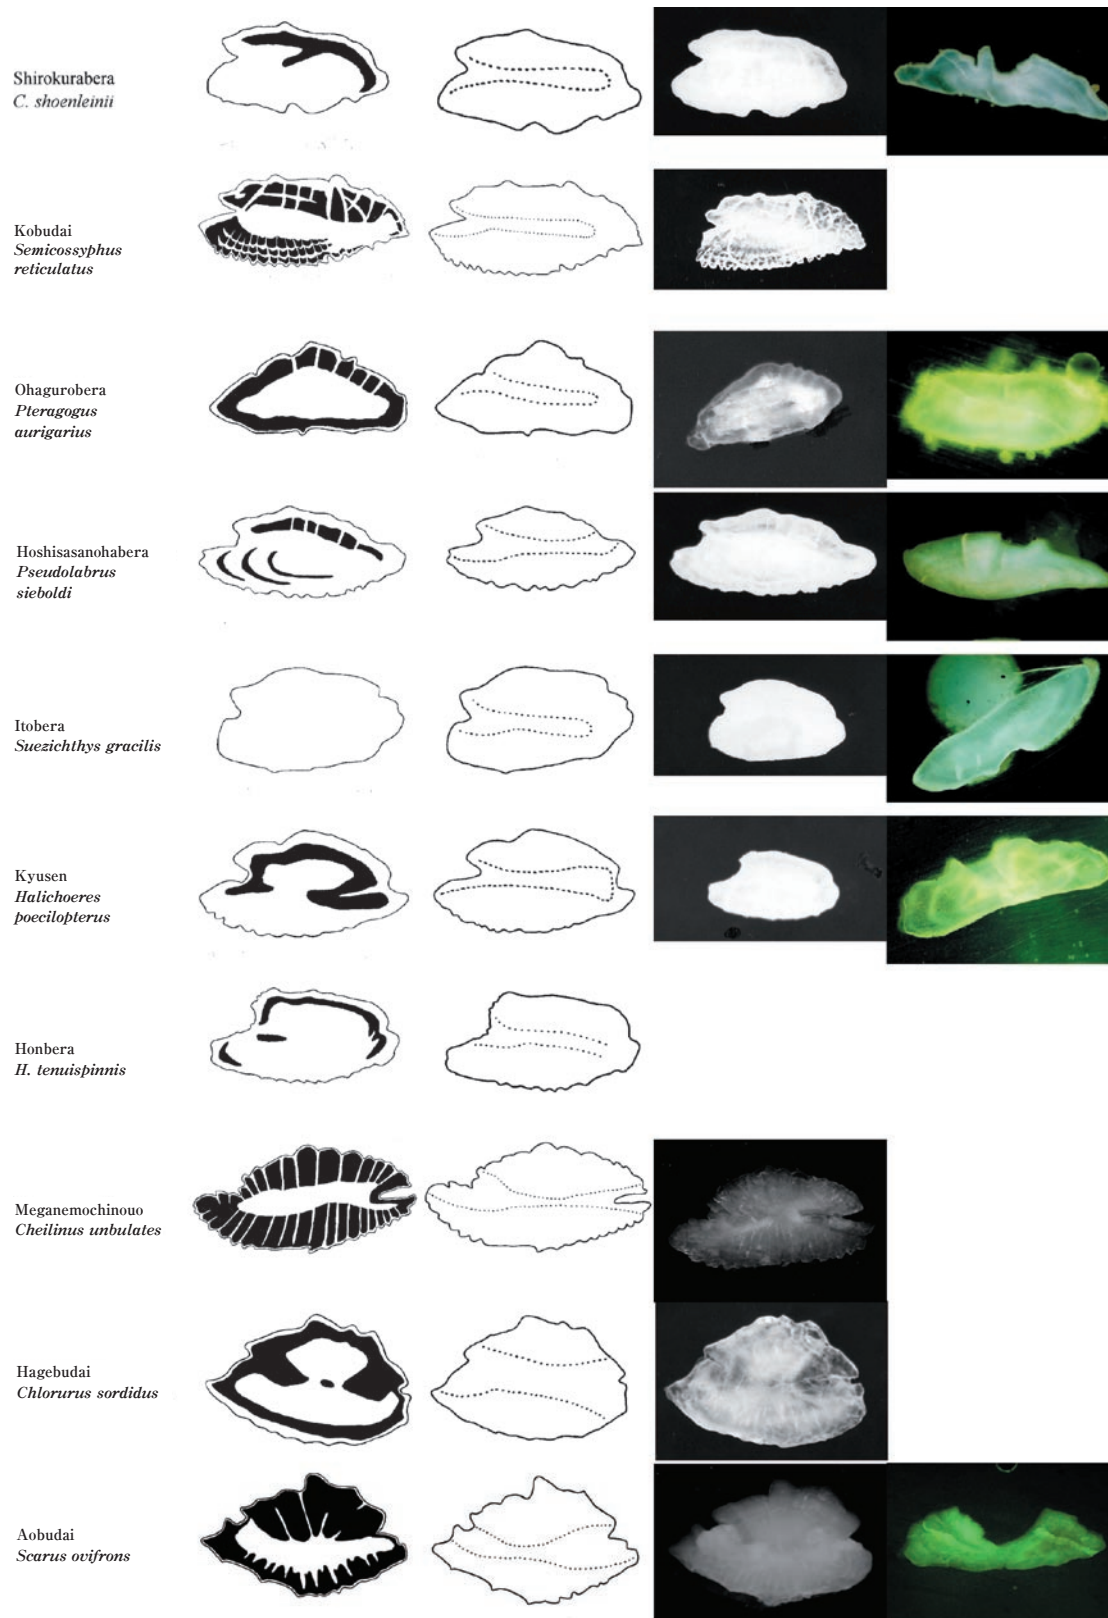 Shirokurabera
C. shoenleinii
Kobudai
Semicossyphus
reticulatus
Ohagurobera
Pteragogus
aurigarius
Hoshisasanohabera
Pseudolabrus
sieboldi
Itobera
Suezichthys gracilis
Kyusen
Halichoeres
poecilopterus
Honbera
H. tenuispinnis
Meganemochinouo
Cheilinus unbulates
Hagebudai
Chlorurus sordidus
Aobudai
Scarus ovifrons